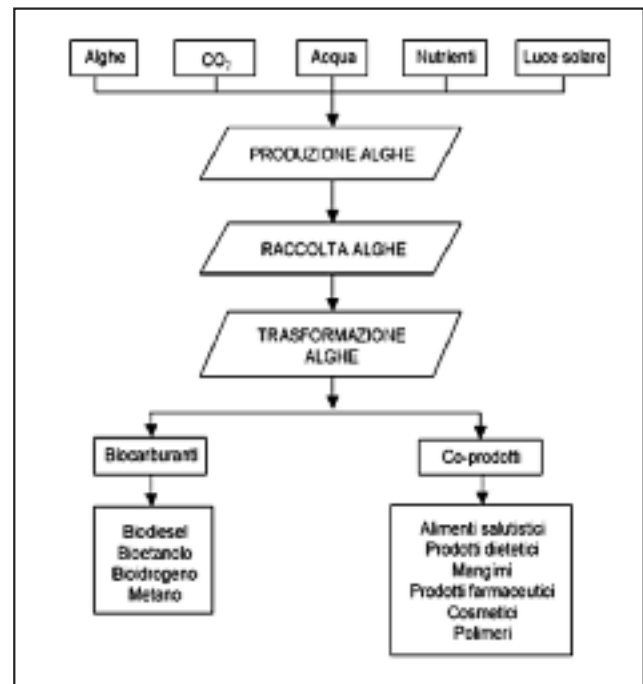 Alghe
CO₂
Acqua
Nutrienti
Luce solare
PRODUZIONE ALGHE
RACCOLTA ALGHE
TRASFORMAZIONE
ALGHE
Biocarburanti
Co-prodotti
Biodiesel
Bioetanolo
Bioidrogeno
Metano
Alimenti salutistici
Prodotti dietetici
Mangimi
Prodotti farmaceutici
Cosmetici
Polimeri